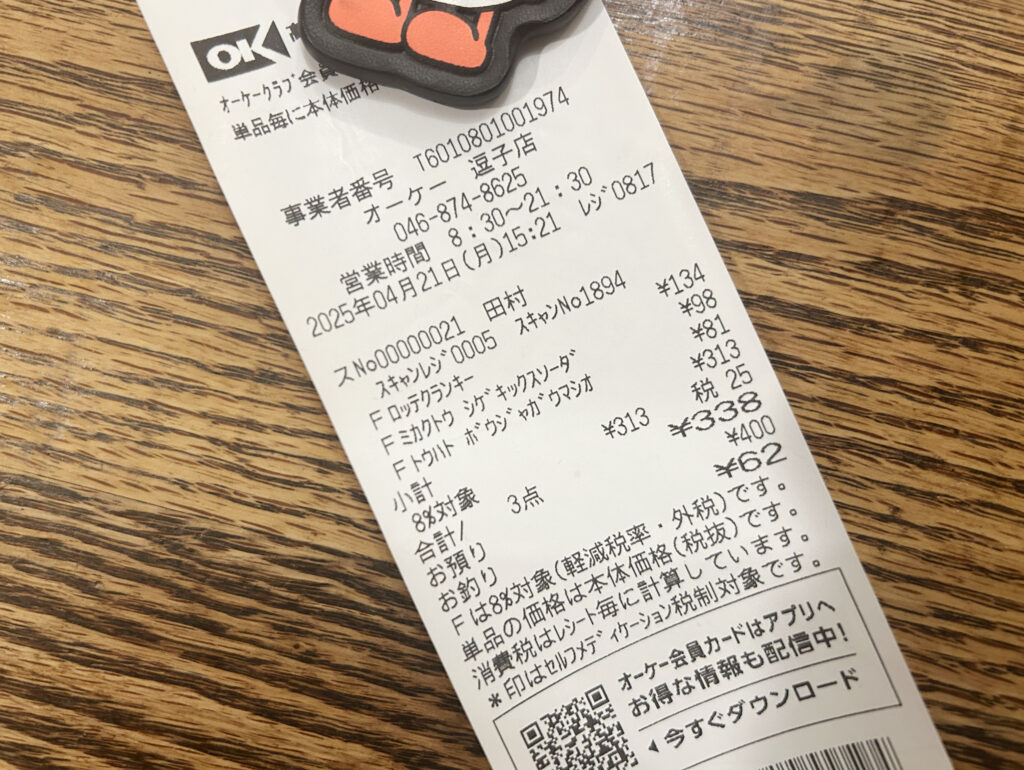 OK
オークラブ会員
単品毎に本体価格
事業者番号 T6010801001974
オーケー 逗子店
046-874-8625
営業時間 8:30〜21:30
2025年04月21日(月)15:21 レジ0817
スNo00000021 田村
スキャンレジ0005 スキャンNo1894
F ロッテクランキー ¥134
F ミカクトウ シゲキックスソーダ ¥98
F トウハト ボウジャガウマシオ ¥81
小計 ¥313
8%対象 ¥313 税 25
合計/ 3点 ¥338
お預り ¥400
お釣り ¥62
F は8%対象(軽減税率・外税)です。
単品の価格は本体価格(税抜)です。
消費税はレシート毎に計算しています。
*印はセルフメディケーション税制対象です。
オーケー会員カードはアプリへ
お得な情報も配信中!
◀今すぐダウンロード